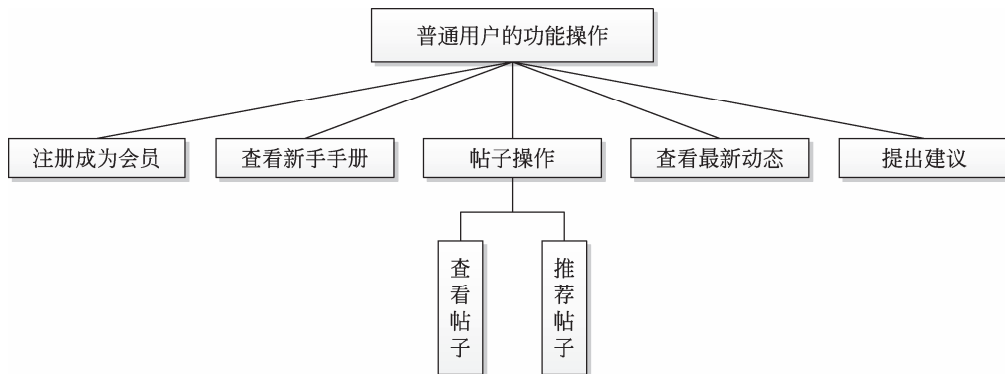 普通用户的功能操作
注册成为会员
查看新手手册
帖子操作
查看最新动态
提出建议
查看帖子
推荐帖子